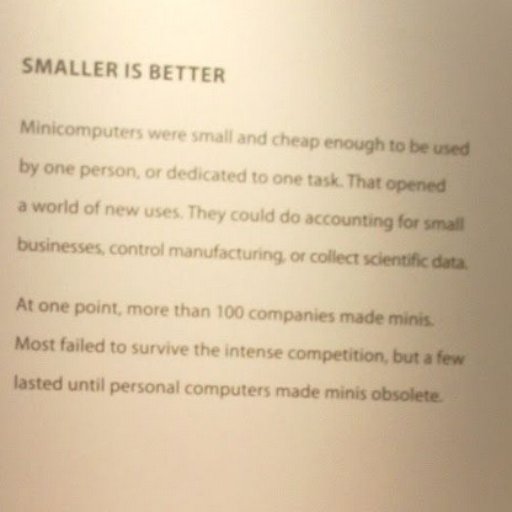 SMALLER IS BETTER
Minicomputers were small and cheap enough to be used
by one person, or dedicated to one task. That opened
a world of new uses. They could do accounting for small
businesses, control manufacturing, or collect scientific data.
At one point, more than 100 companies made minis.
Most failed to survive the intense competition, but a few
lasted until personal computers made minis obsolete.